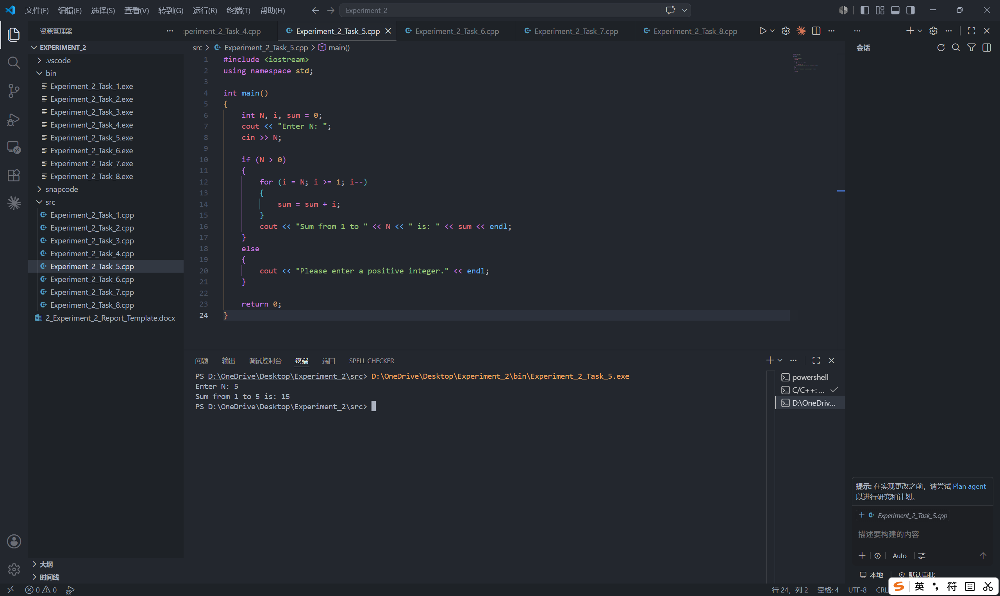 文件(F) 编辑(E) 选择(S) 查看(V) 转到(G) 运行(R) 终端(T) 帮助(H) Experiment_2
资源管理器
EXPERIMENT_2
.vscode
bin
Experiment_2_Task_1.exe
Experiment_2_Task_2.exe
Experiment_2_Task_3.exe
Experiment_2_Task_4.exe
Experiment_2_Task_5.exe
Experiment_2_Task_6.exe
Experiment_2_Task_7.exe
Experiment_2_Task_8.exe
snapcode
src
Experiment_2_Task_1.cpp
Experiment_2_Task_2.cpp
Experiment_2_Task_3.cpp
Experiment_2_Task_4.cpp
Experiment_2_Task_5.cpp
Experiment_2_Task_6.cpp
Experiment_2_Task_7.cpp
Experiment_2_Task_8.cpp
2_Experiment_2_Report_Template.docx
大纲
时间线
periment_2_Task_4.cpp Experiment_2_Task_5.cpp Experiment_2_Task_6.cpp Experiment_2_Task_7.cpp Experiment_2_Task_8.cpp
src > Experiment_2_Task_5.cpp > main()
1 #include <iostream>
2 using namespace std;
3
4 int main()
5 {
6     int N, i, sum = 0;
7     cout << "Enter N: ";
8     cin >> N;
9
10     if (N > 0)
11     {
12         for (i = N; i >= 1; i--)
13         {
14             sum = sum + i;
15         }
16         cout << "Sum from 1 to " << N << " is: " << sum << endl;
17     }
18     else
19     {
20         cout << "Please enter a positive integer." << endl;
21     }
22
23     return 0;
24 }
问题 输出 调试控制台 终端 端口 SPELL CHECKER
PS D:\OneDrive\Desktop\Experiment_2\src> D:\OneDrive\Desktop\Experiment_2\bin\Experiment_2_Task_5.exe
Enter N: 5
Sum from 1 to 5 is: 15
PS D:\OneDrive\Desktop\Experiment_2\src>
powershell
C/C++: ...
D:\OneDriv...
会话
提示: 在实现更改之前，请尝试 Plan agent
以进行研究和计划。
Experiment_2_Task_5.cpp
描述要构建的内容
Auto
本地 默认审批
0 0
行 24，列 2 空格: 4 UTF-8 CRL
英 符